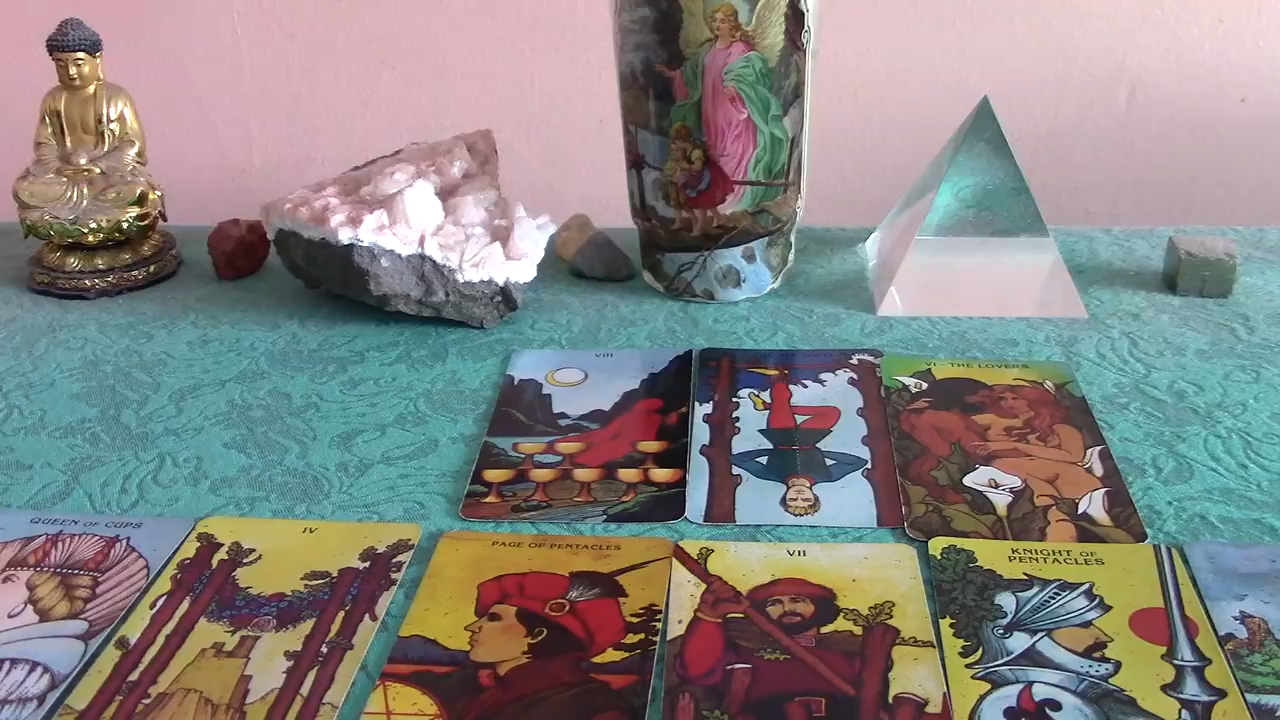 VIII
VI - THE LOVERS
QUEEN OF CUPS
IV
PAGE OF PENTACLES
VII
KNIGHT OF
PENTACLES